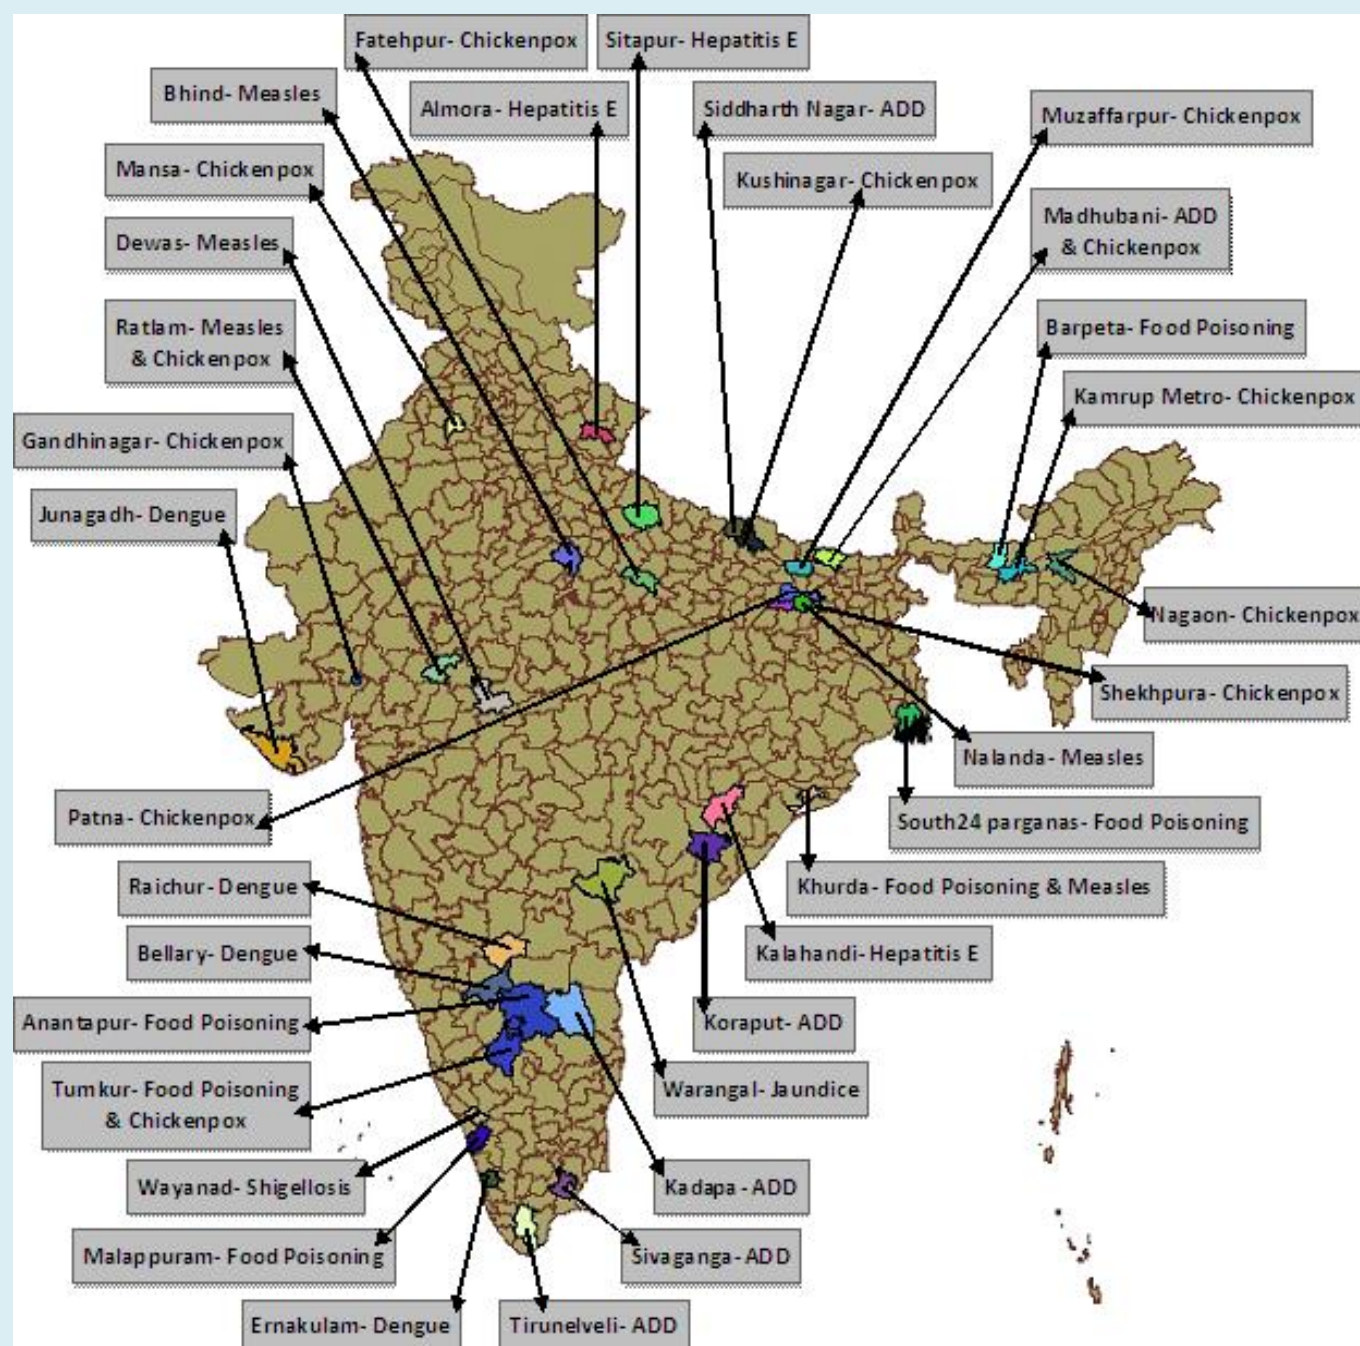 Fatehpur- Chickenpox
Sitapur- Hepatitis E
Bhind- Measles
Almora- Hepatitis E
Siddharth Nagar- ADD
Muzaffarpur- Chickenpox
Mansa- Chickenpox
Kushinagar- Chickenpox
Madhubani- ADD
& Chickenpox
Dewas- Measles
Ratlam- Measles
& Chickenpox
Barpeta- Food Poisoning
Kamrup Metro- Chickenpox
Gandhinagar- Chickenpox
Junagadh- Dengue
Nagaon- Chickenpox
Shekhpura- Chickenpox
Nalanda- Measles
Patna- Chickenpox
South24 parganas- Food Poisoning
Raichur- Dengue
Khurda- Food Poisoning & Measles
Bellary- Dengue
Kalahandi-Hepatitis E
Anantapur- Food Poisoning
Koraput- ADD
Tumkur- Food Poisoning
& Chickenpox
Warangal- Jaundice
Wayanad- Shigellosis
Kadapa- ADD
Malappuram- Food Poisoning
Sivaganga-ADD
Ernakulam- Dengue
Tirunelveli- ADD